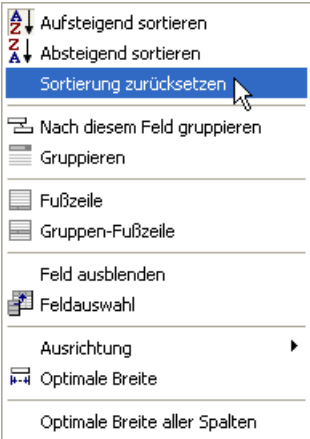 Aufsteigend sortieren
Absteigend sortieren
Sortierung zurücksetzen
Nach diesem Feld gruppieren
Gruppieren
Fußzeile
Gruppen-Fußzeile
Feld ausblenden
Feldauswahl
Ausrichtung
Optimale Breite
Optimale Breite aller Spalten